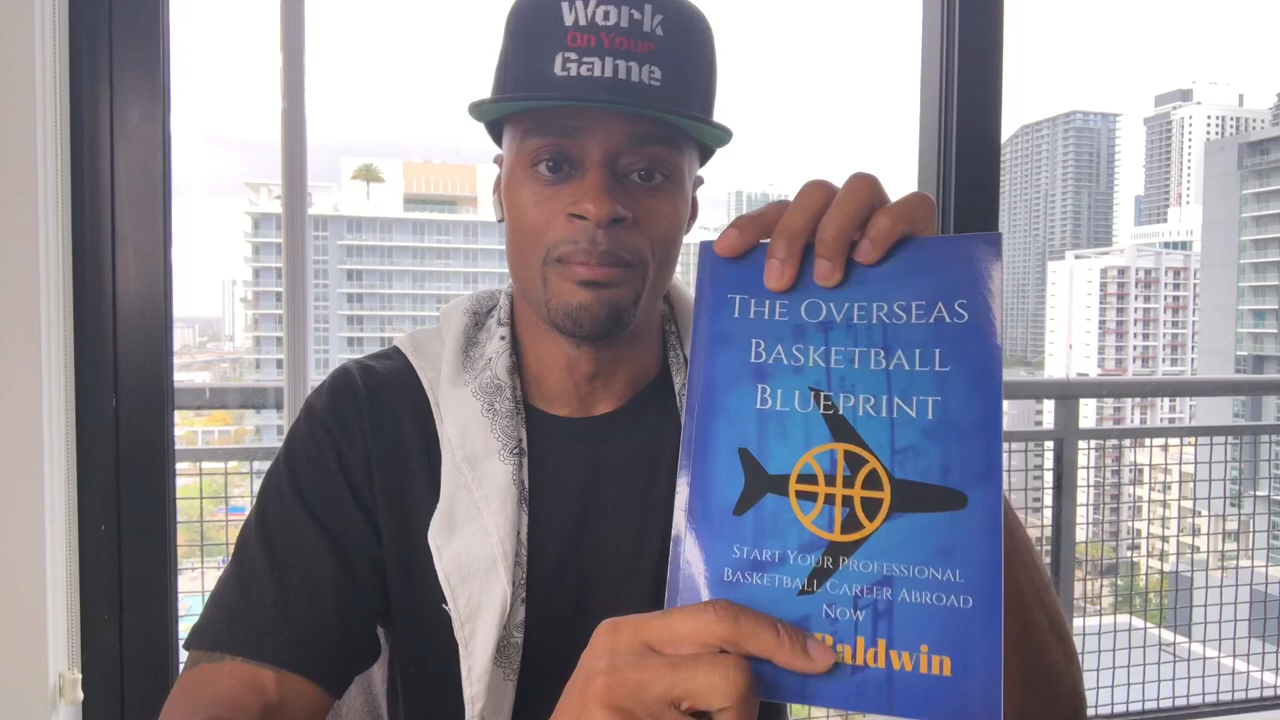 Work
On Your
Game
The Overseas
Basketball
Blueprint
Start Your Professional
Basketball Career Abroad
Now
Baldwin